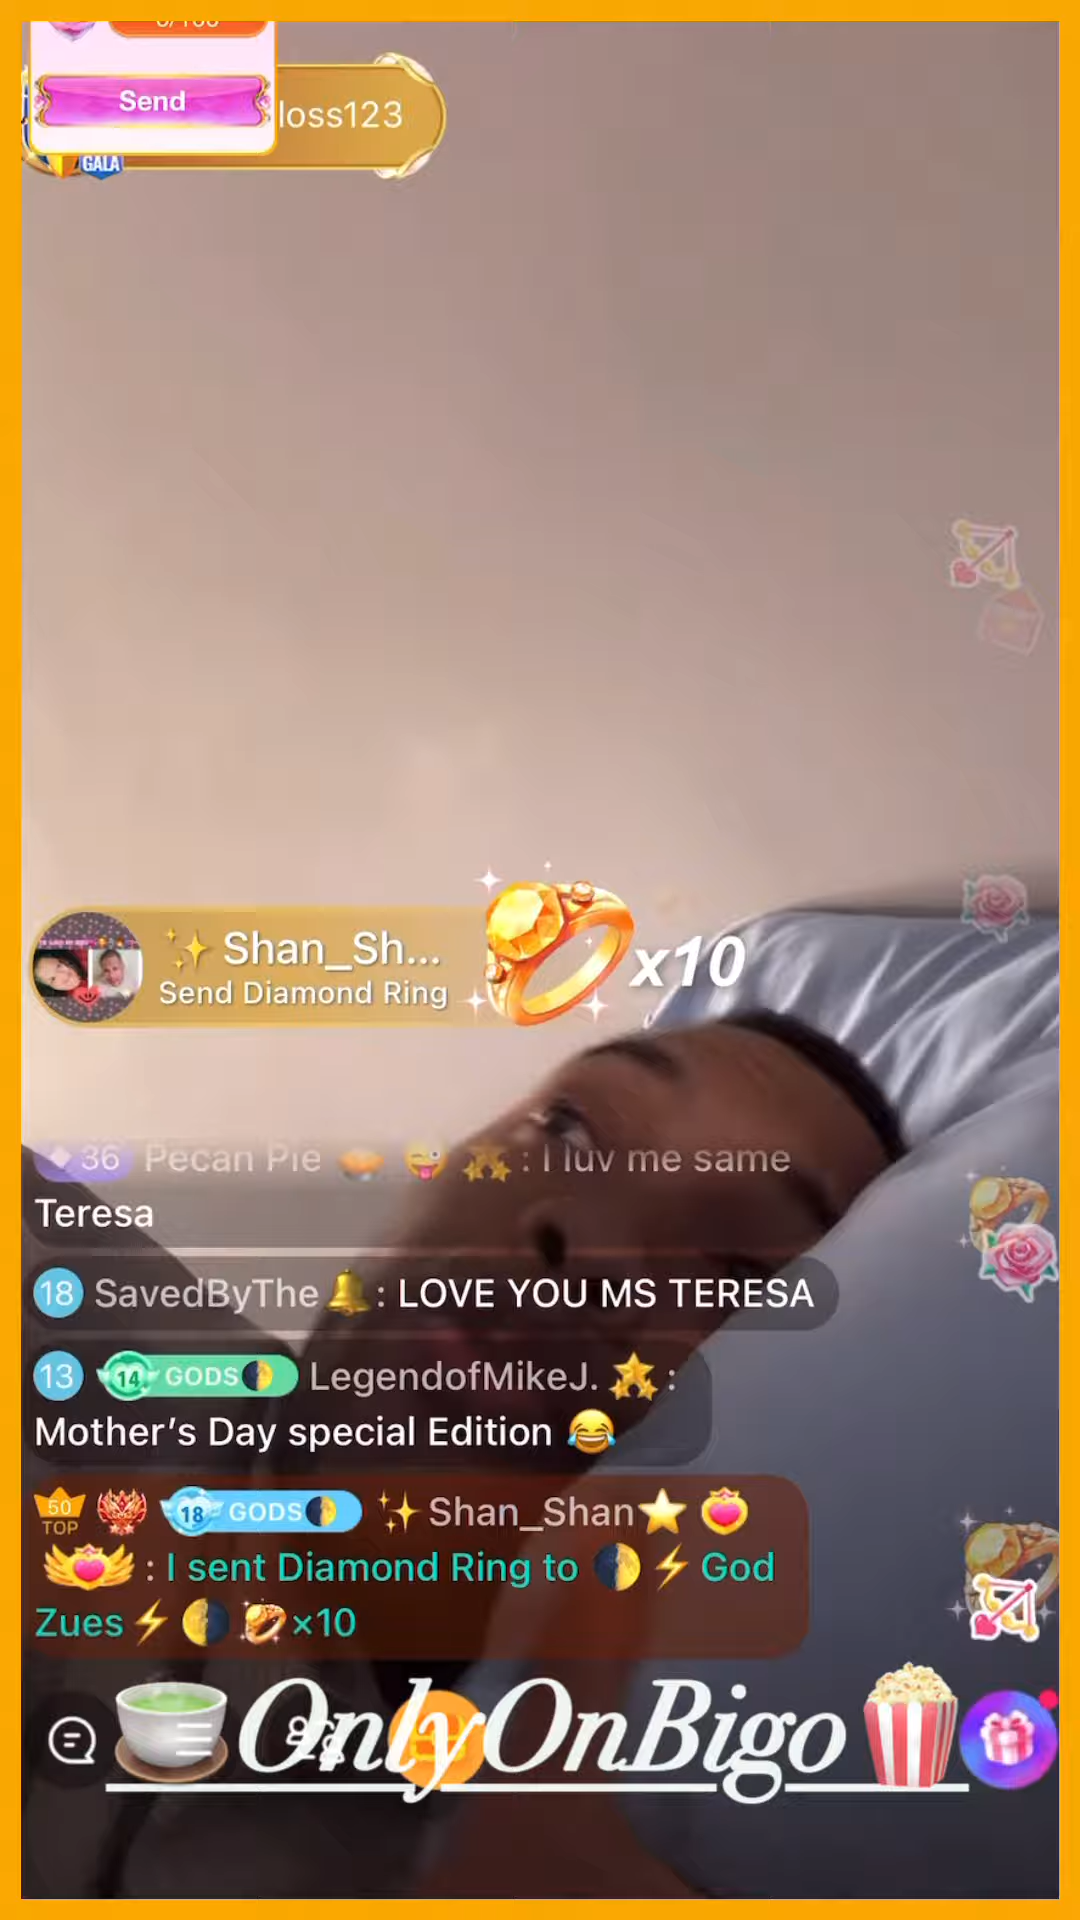 Send
loss123
GALA
Shan_Sh...
Send Diamond Ring
x10
36 Pecan Pie : I luv me same
Teresa
18 SavedByThe : LOVE YOU MS TERESA
13 14 GODS LegendofMikeJ. :
Mother's Day special Edition
50 TOP 18 GODS Shan_Shan
: I sent Diamond Ring to God
Zues ×10
OnlyOnBigo